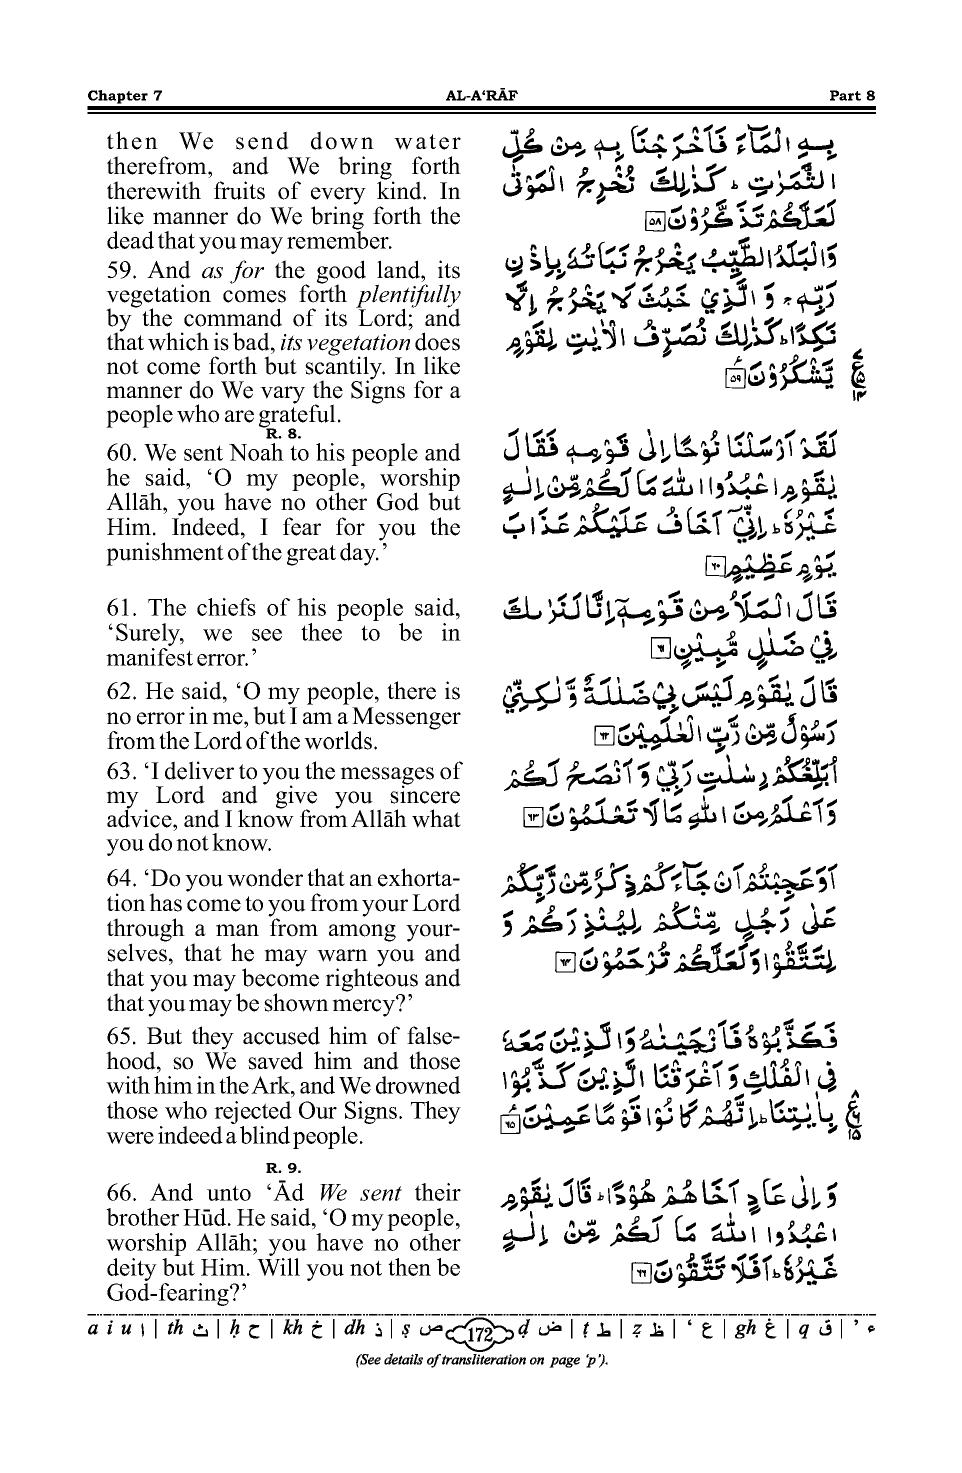 Chapter 7 AL-A‘RĀF Part 8
then We send down water
therefrom, and We bring forth
therewith fruits of every kind. In
like manner do We bring forth the
dead that you may remember.
59. And as for the good land, its
vegetation comes forth plentifully
by the command of its Lord; and
that which is bad, its vegetation does
not come forth but scantily. In like
manner do We vary the Signs for a
people who are grateful.
R. 8.
60. We sent Noah to his people and
he said, ‘O my people, worship
Allāh, you have no other God but
Him. Indeed, I fear for you the
punishment of the great day.’
61. The chiefs of his people said,
‘Surely, we see thee to be in
manifest error.’
62. He said, ‘O my people, there is
no error in me, but I am a Messenger
from the Lord of the worlds.
63. ‘I deliver to you the messages of
my Lord and give you sincere
advice, and I know from Allāh what
you do not know.
64. ‘Do you wonder that an exhorta-
tion has come to you from your Lord
through a man from among your-
selves, that he may warn you and
that you may become righteous and
that you may be shown mercy?’
65. But they accused him of false-
hood, so We saved him and those
with him in the Ark, and We drowned
those who rejected Our Signs. They
were indeed a blind people.
R. 9.
66. And unto ‘Ād We sent their
brother Hūd. He said, ‘O my people,
worship Allāh; you have no other
deity but Him. Will you not then be
God-fearing?’
بِهِ الْمَآءَ فَاَخْرَجْنَا بِهٖ مِنْ كُلِّ
الثَّمَرٰتِ ؕ كَذٰلِكَ نُخْرِجُ الْمَوْتٰى
لَعَلَّكُمْ تَذَكَّرُوْنَ ۵۸
وَالْبَلَدُ الطَّيِّبُ يَخْرُجُ نَبَاتُهٗ بِاِذْنِ
رَبِّهٖ ۚ وَ الَّذِيْ خَبُثَ لَا يَخْرُجُ اِلَّا
نَكِدًا ؕ كَذٰلِكَ نُصَرِّفُ الْاٰيٰتِ لِقَوْمٍ
يَّشْكُرُوْنَ ۵۹
لَقَدْ اَرْسَلْنَا نُوْحًا اِلٰى قَوْمِهٖ فَقَالَ
يٰقَوْمِ اعْبُدُوا اللّٰهَ مَا لَكُمْ مِّنْ اِلٰهٍ
غَيْرُهٗ ؕ اِنِّيْٓ اَخَافُ عَلَيْكُمْ عَذَابَ
يَوْمٍ عَظِيْمٍ ۶۰
قَالَ الْمَلَاُ مِنْ قَوْمِهٖٓ اِنَّا لَنَرٰىكَ
فِيْ ضَلٰلٍ مُّبِيْنٍ ۶۱
قَالَ يٰقَوْمِ لَيْسَ بِيْ ضَلٰلَةٌ وَّلٰكِنِّيْ
رَسُوْلٌ مِّنْ رَّبِّ الْعٰلَمِيْنَ ۶۲
اُبَلِّغُكُمْ رِسٰلٰتِ رَبِّيْ وَ اَنْصَحُ لَكُمْ
وَ اَعْلَمُ مِنَ اللّٰهِ مَا لَا تَعْلَمُوْنَ ۶۳
اَوَ عَجِبْتُمْ اَنْ جَآءَكُمْ ذِكْرٌ مِّنْ رَّبِّكُمْ
عَلٰى رَجُلٍ مِّنْكُمْ لِيُنْذِرَكُمْ وَ
لِتَتَّقُوْا وَلَعَلَّكُمْ تُرْحَمُوْنَ ۶۴
فَكَذَّبُوْهُ فَاَنْجَيْنٰهُ وَ الَّذِيْنَ مَعَهٗ
فِي الْفُلْكِ وَ اَغْرَقْنَا الَّذِيْنَ كَذَّبُوْا
بِاٰيٰتِنَا ؕ اِنَّهُمْ كَانُوْا قَوْمًا عَمِيْنَ ۶۵
وَ اِلٰى عَادٍ اَخَاهُمْ هُوْدًا ؕ قَالَ يٰقَوْمِ
اعْبُدُوا اللّٰهَ مَا لَكُمْ مِّنْ اِلٰهٍ
غَيْرُهٗ ؕ اَفَلَا تَتَّقُوْنَ ۶۶
a i u ا | th ث | ḥ ح | kh خ | dh ذ | ṣ ص 172 ḍ ض | ṭ ط | ẓ ظ | ‘ ع | gh غ | q ق | ’ ء
(See details of transliteration on page ‘p’).